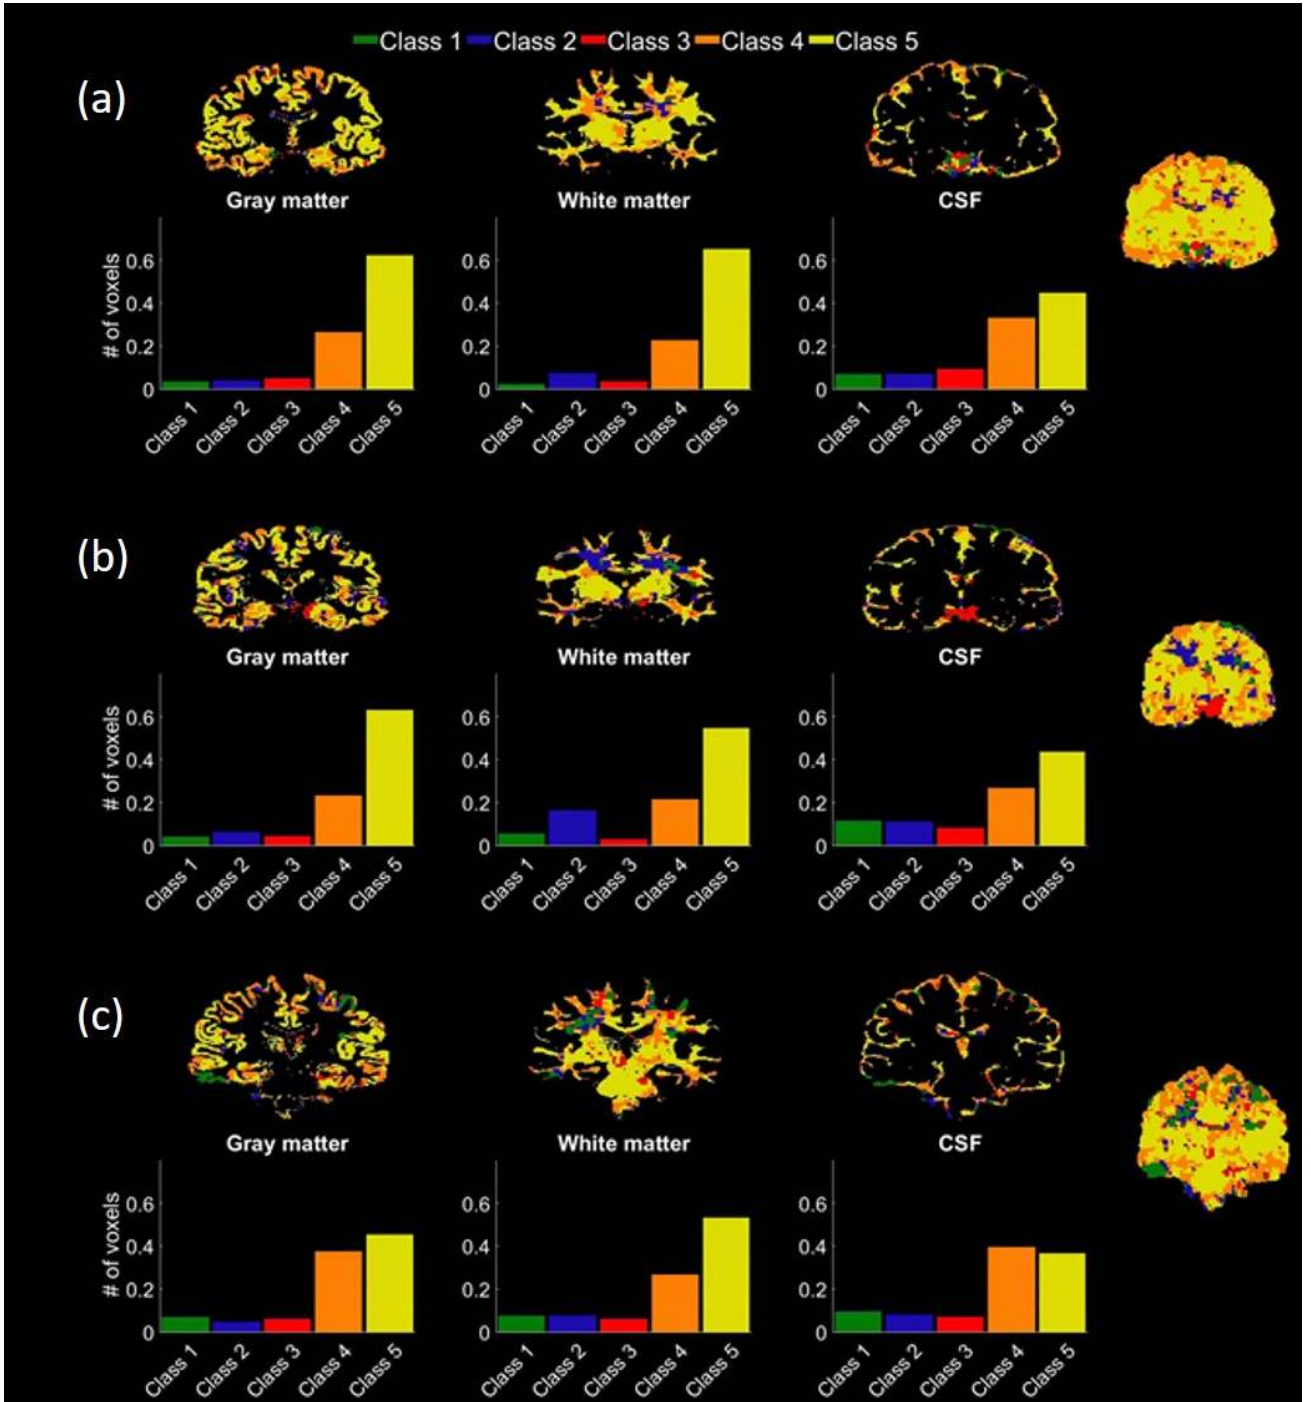 Class 1 Class 2 Class 3 Class 4 Class 5
(a)
Gray matter White matter CSF
# of voxels
0.6 0.6 0.6
0.4 0.4 0.4
0.2 0.2 0.2
0 0 0
Class 1 Class 2 Class 3 Class 4 Class 5 Class 1 Class 2 Class 3 Class 4 Class 5 Class 1 Class 2 Class 3 Class 4 Class 5
(b)
Gray matter White matter CSF
# of voxels
0.6 0.6 0.6
0.4 0.4 0.4
0.2 0.2 0.2
0 0 0
Class 1 Class 2 Class 3 Class 4 Class 5 Class 1 Class 2 Class 3 Class 4 Class 5 Class 1 Class 2 Class 3 Class 4 Class 5
(c)
Gray matter White matter CSF
# of voxels
0.6 0.6 0.6
0.4 0.4 0.4
0.2 0.2 0.2
0 0 0
Class 1 Class 2 Class 3 Class 4 Class 5 Class 1 Class 2 Class 3 Class 4 Class 5 Class 1 Class 2 Class 3 Class 4 Class 5